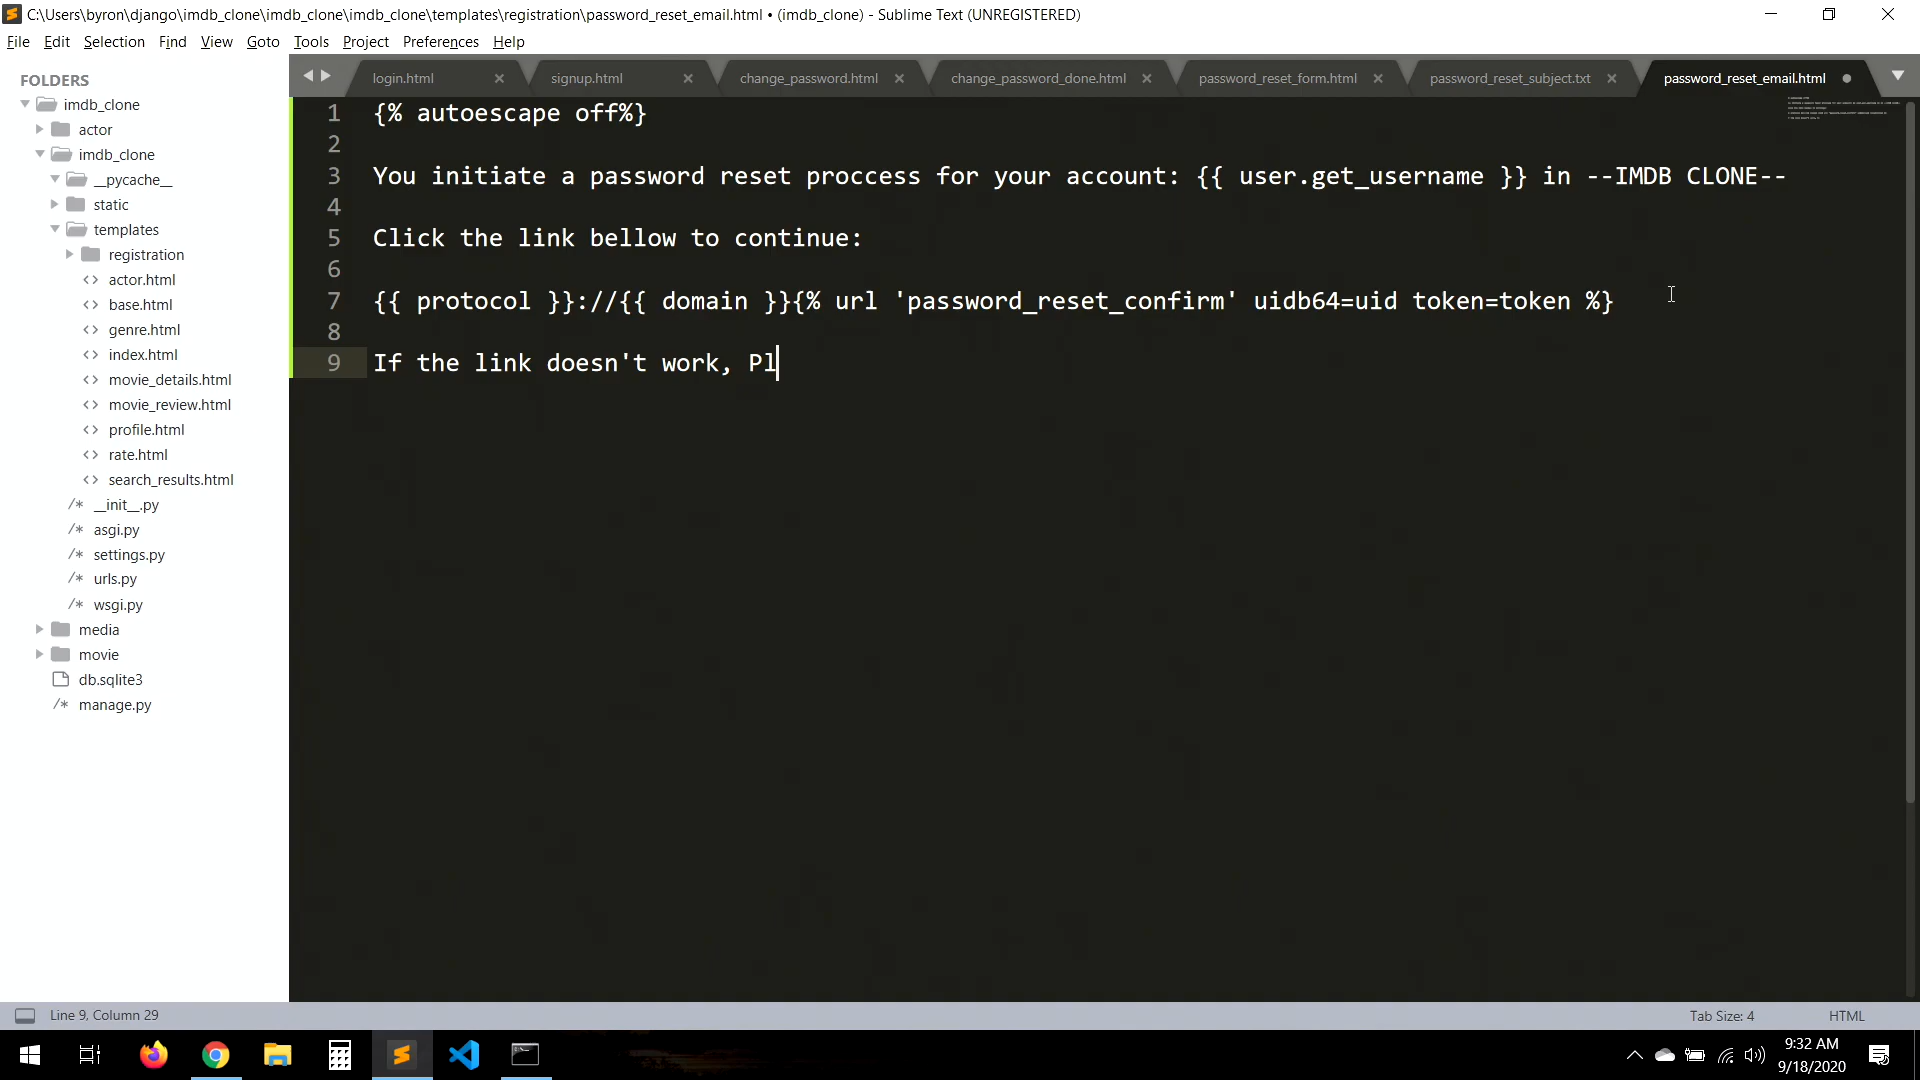 C:\Users\byron\django\imdb_clone\imdb_clone\imdb_clone\templates\registration\password_reset_email.html • (imdb_clone) - Sublime Text (UNREGISTERED)
File Edit Selection Find View Goto Tools Project Preferences Help
FOLDERS
imdb_clone
actor
imdb_clone
__pycache__
static
templates
registration
actor.html
base.html
genre.html
index.html
movie_details.html
movie_review.html
profile.html
rate.html
search_results.html
__init__.py
asgi.py
settings.py
urls.py
wsgi.py
media
movie
db.sqlite3
manage.py
login.html signup.html change_password.html change_password_done.html password_reset_form.html password_reset_subject.txt password_reset_email.html
1 {% autoescape off%}
2
3 You initiate a password reset proccess for your account: {{ user.get_username }} in --IMDB CLONE--
4
5 Click the link bellow to continue:
6
7 {{ protocol }}://{{ domain }}{% url 'password_reset_confirm' uidb64=uid token=token %}
8
9 If the link doesn't work, Pl
Line 9, Column 29 Tab Size: 4 HTML
9:32 AM
9/18/2020